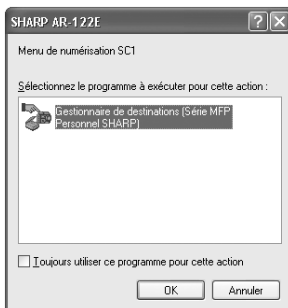 SHARP AR-122E
Menu de numérisation SC1
Sélectionnez le programme à exécuter pour cette action :
Gestionnaire de destinations (Série MFP
Personnel SHARP)
Toujours utiliser ce programme pour cette action
OK
Annuler